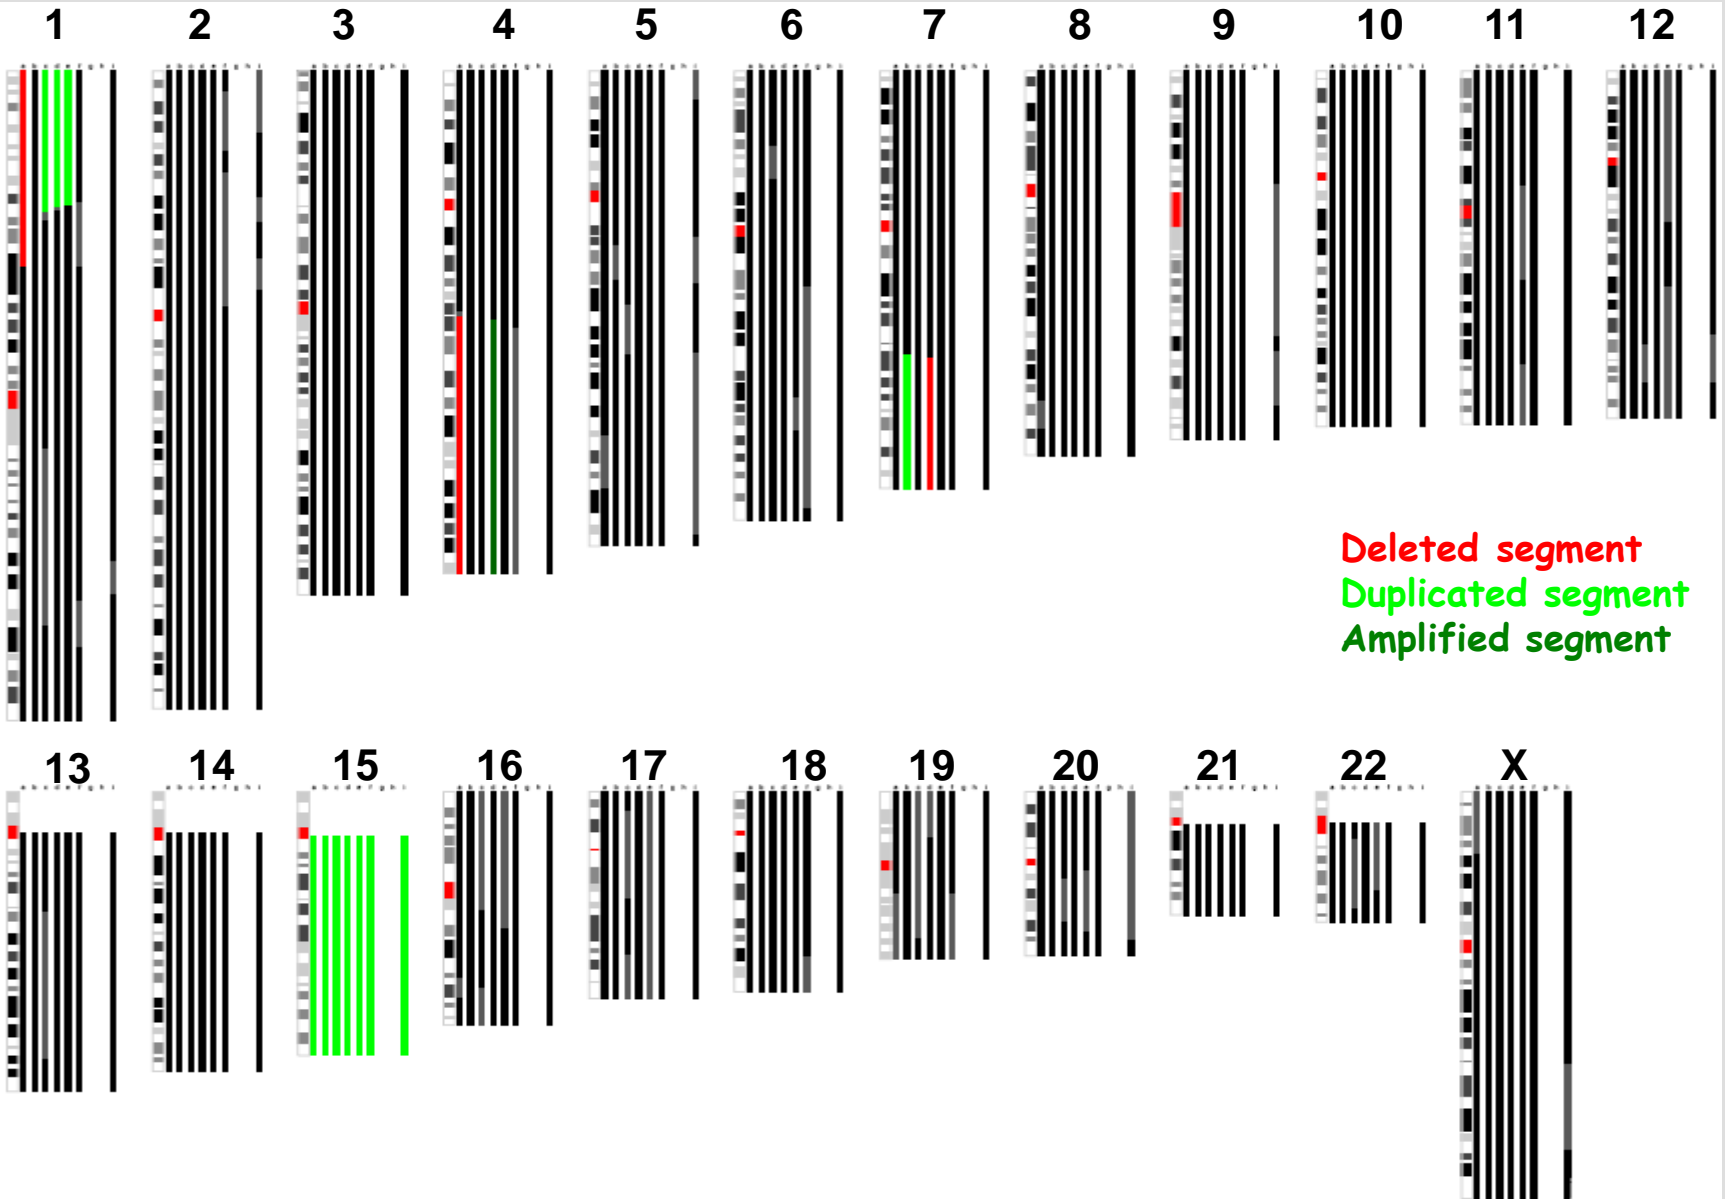 1 2 3 4 5 6 7 8 9 10 11 12
Deleted segment
Duplicated segment
Amplified segment
13 14 15 16 17 18 19 20 21 22 X